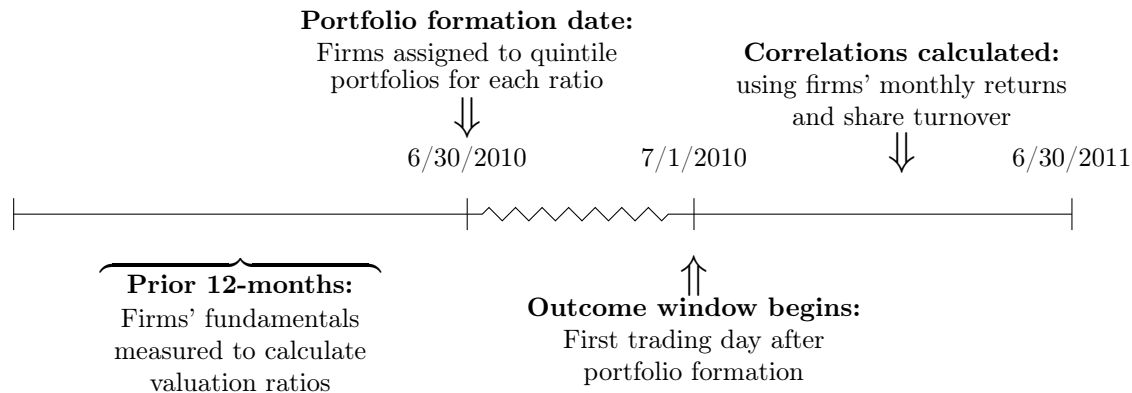 Portfolio formation date:
Firms assigned to quintile
portfolios for each ratio
Correlations calculated:
using firms' monthly returns
and share turnover
6/30/2010
7/1/2010
6/30/2011
Prior 12-months:
Firms' fundamentals
measured to calculate
valuation ratios
Outcome window begins:
First trading day after
portfolio formation